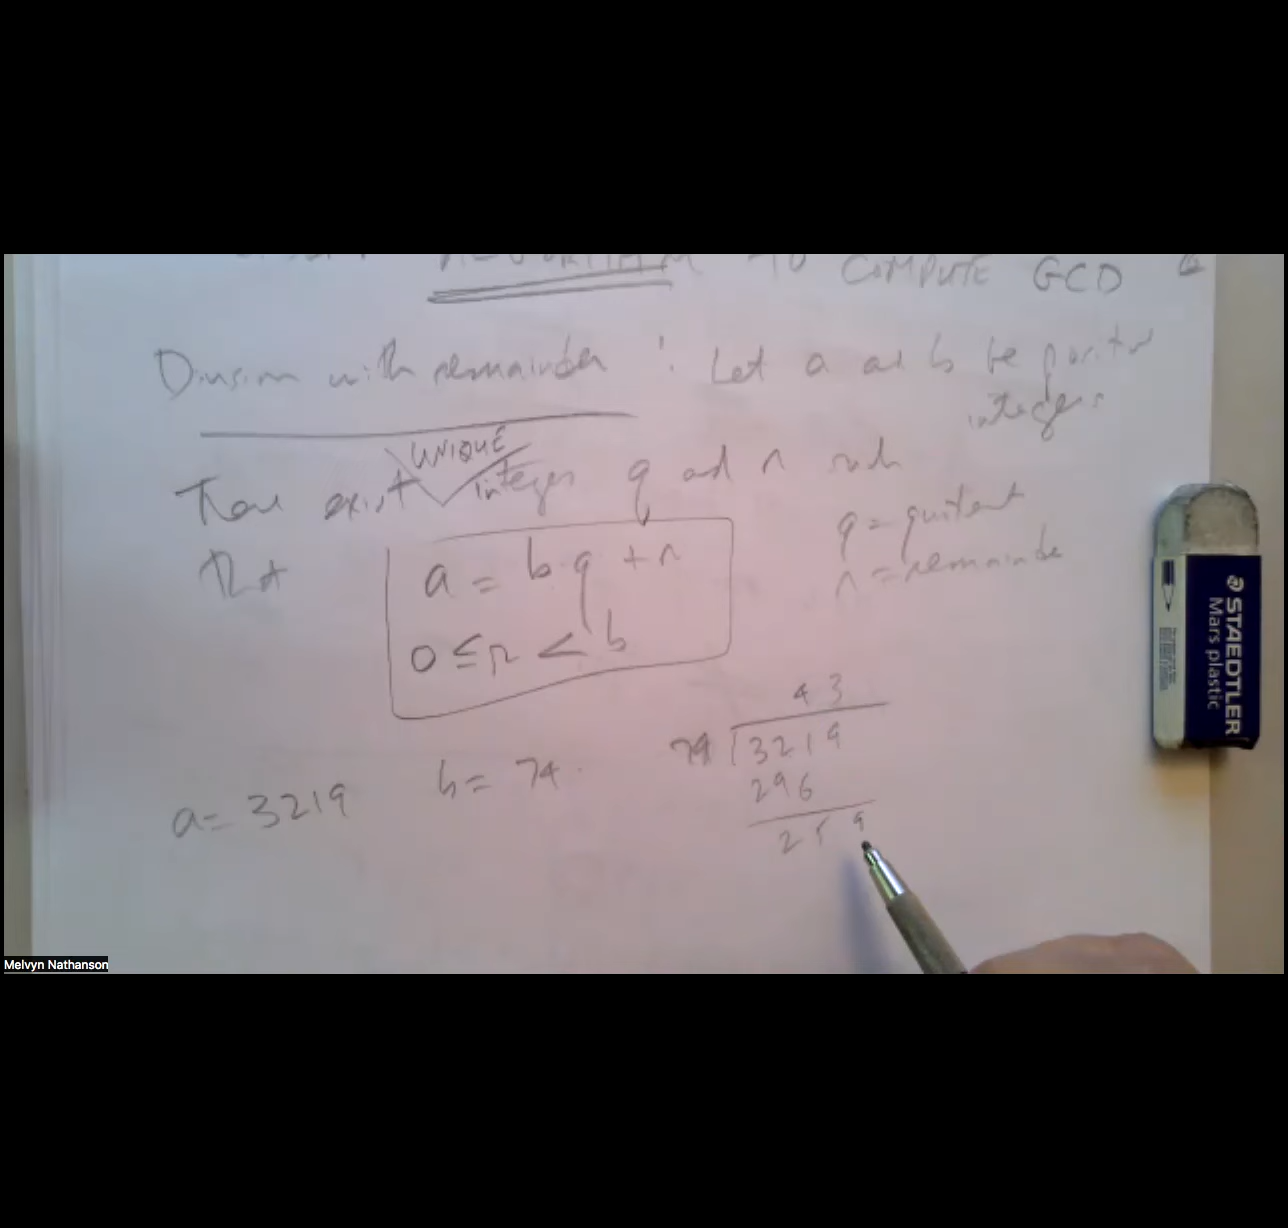 ALGORITHM TO COMPUTE GCD
Division with remainder : Let a and b be positive
integers
UNIQUE
There exist integers q and r such
that
a = b·q + r
0 ≤ r < b
q = quotient
r = remainder
a = 3219
b = 74
43
74 3219
296
259
STAEDTLER
Mars plastic
Melvyn Nathanson